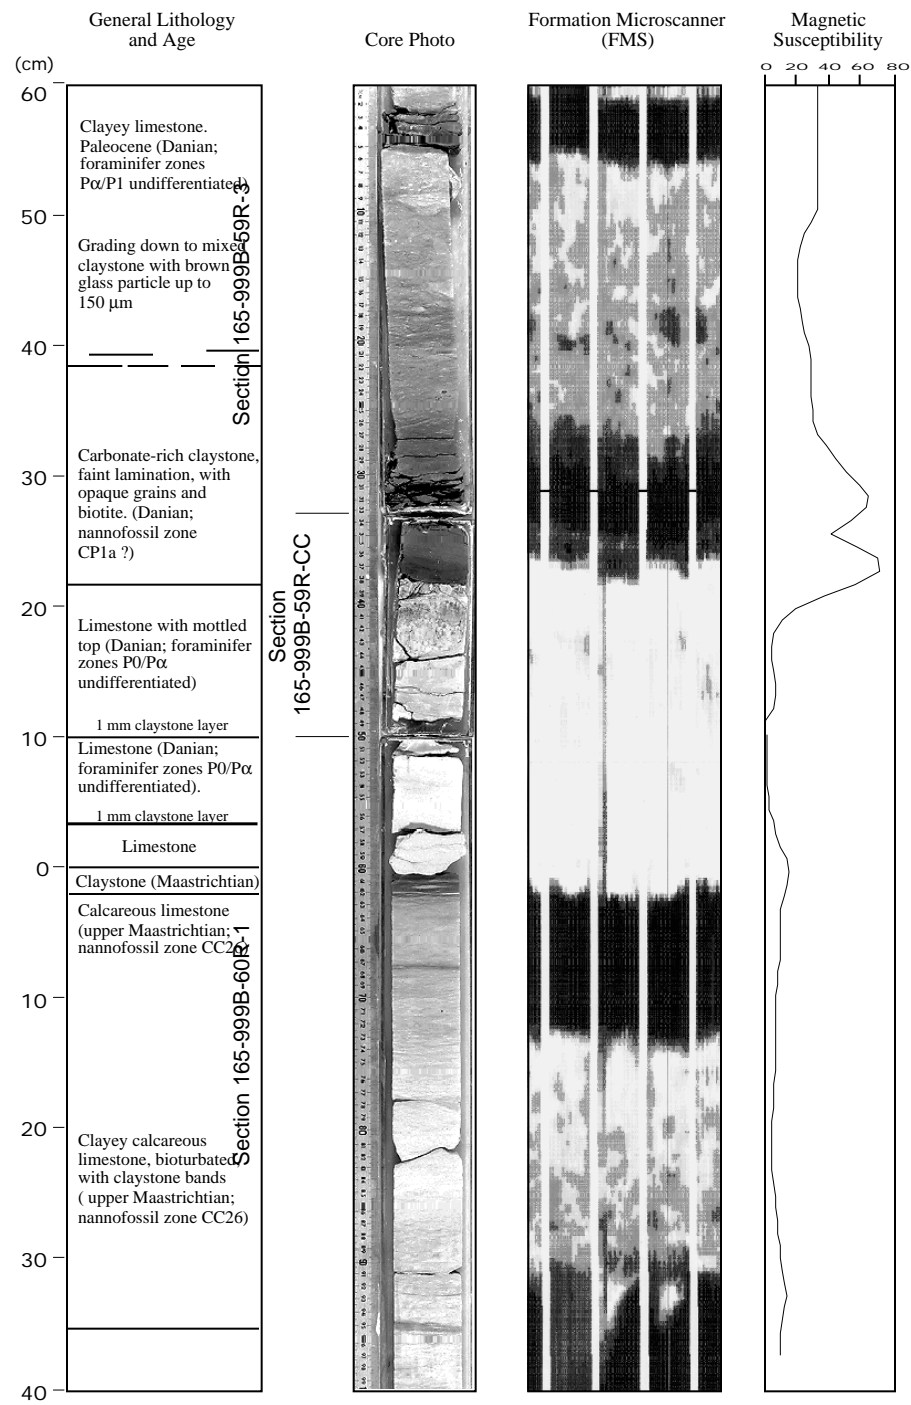 General Lithology
and Age
Core Photo
Formation Microscanner
(FMS)
Magnetic
Susceptibility
(cm)
0 20 40 60 80
60
50
40
30
20
10
0
10
20
30
40
Clayey limestone.
Paleocene (Danian;
foraminifer zones
Pα/P1 undifferentiated)
Grading down to mixed
claystone with brown
glass particle up to
150 µm
Section 165-999B-59R-3
Carbonate-rich claystone,
faint lamination, with
opaque grains and
biotite. (Danian;
nannofossil zone
CP1a ?)
Section
165-999B-59R-CC
Limestone with mottled
top (Danian; foraminifer
zones P0/Pα
undifferentiated)
1 mm claystone layer
Limestone (Danian;
foraminifer zones P0/Pα
undifferentiated).
1 mm claystone layer
Limestone
Claystone (Maastrichtian)
Calcareous limestone
(upper Maastrichtian;
nannofossil zone CC26)
Section 165-999B-60R-1
Clayey calcareous
limestone, bioturbated
with claystone bands
( upper Maastrichtian;
nannofossil zone CC26)